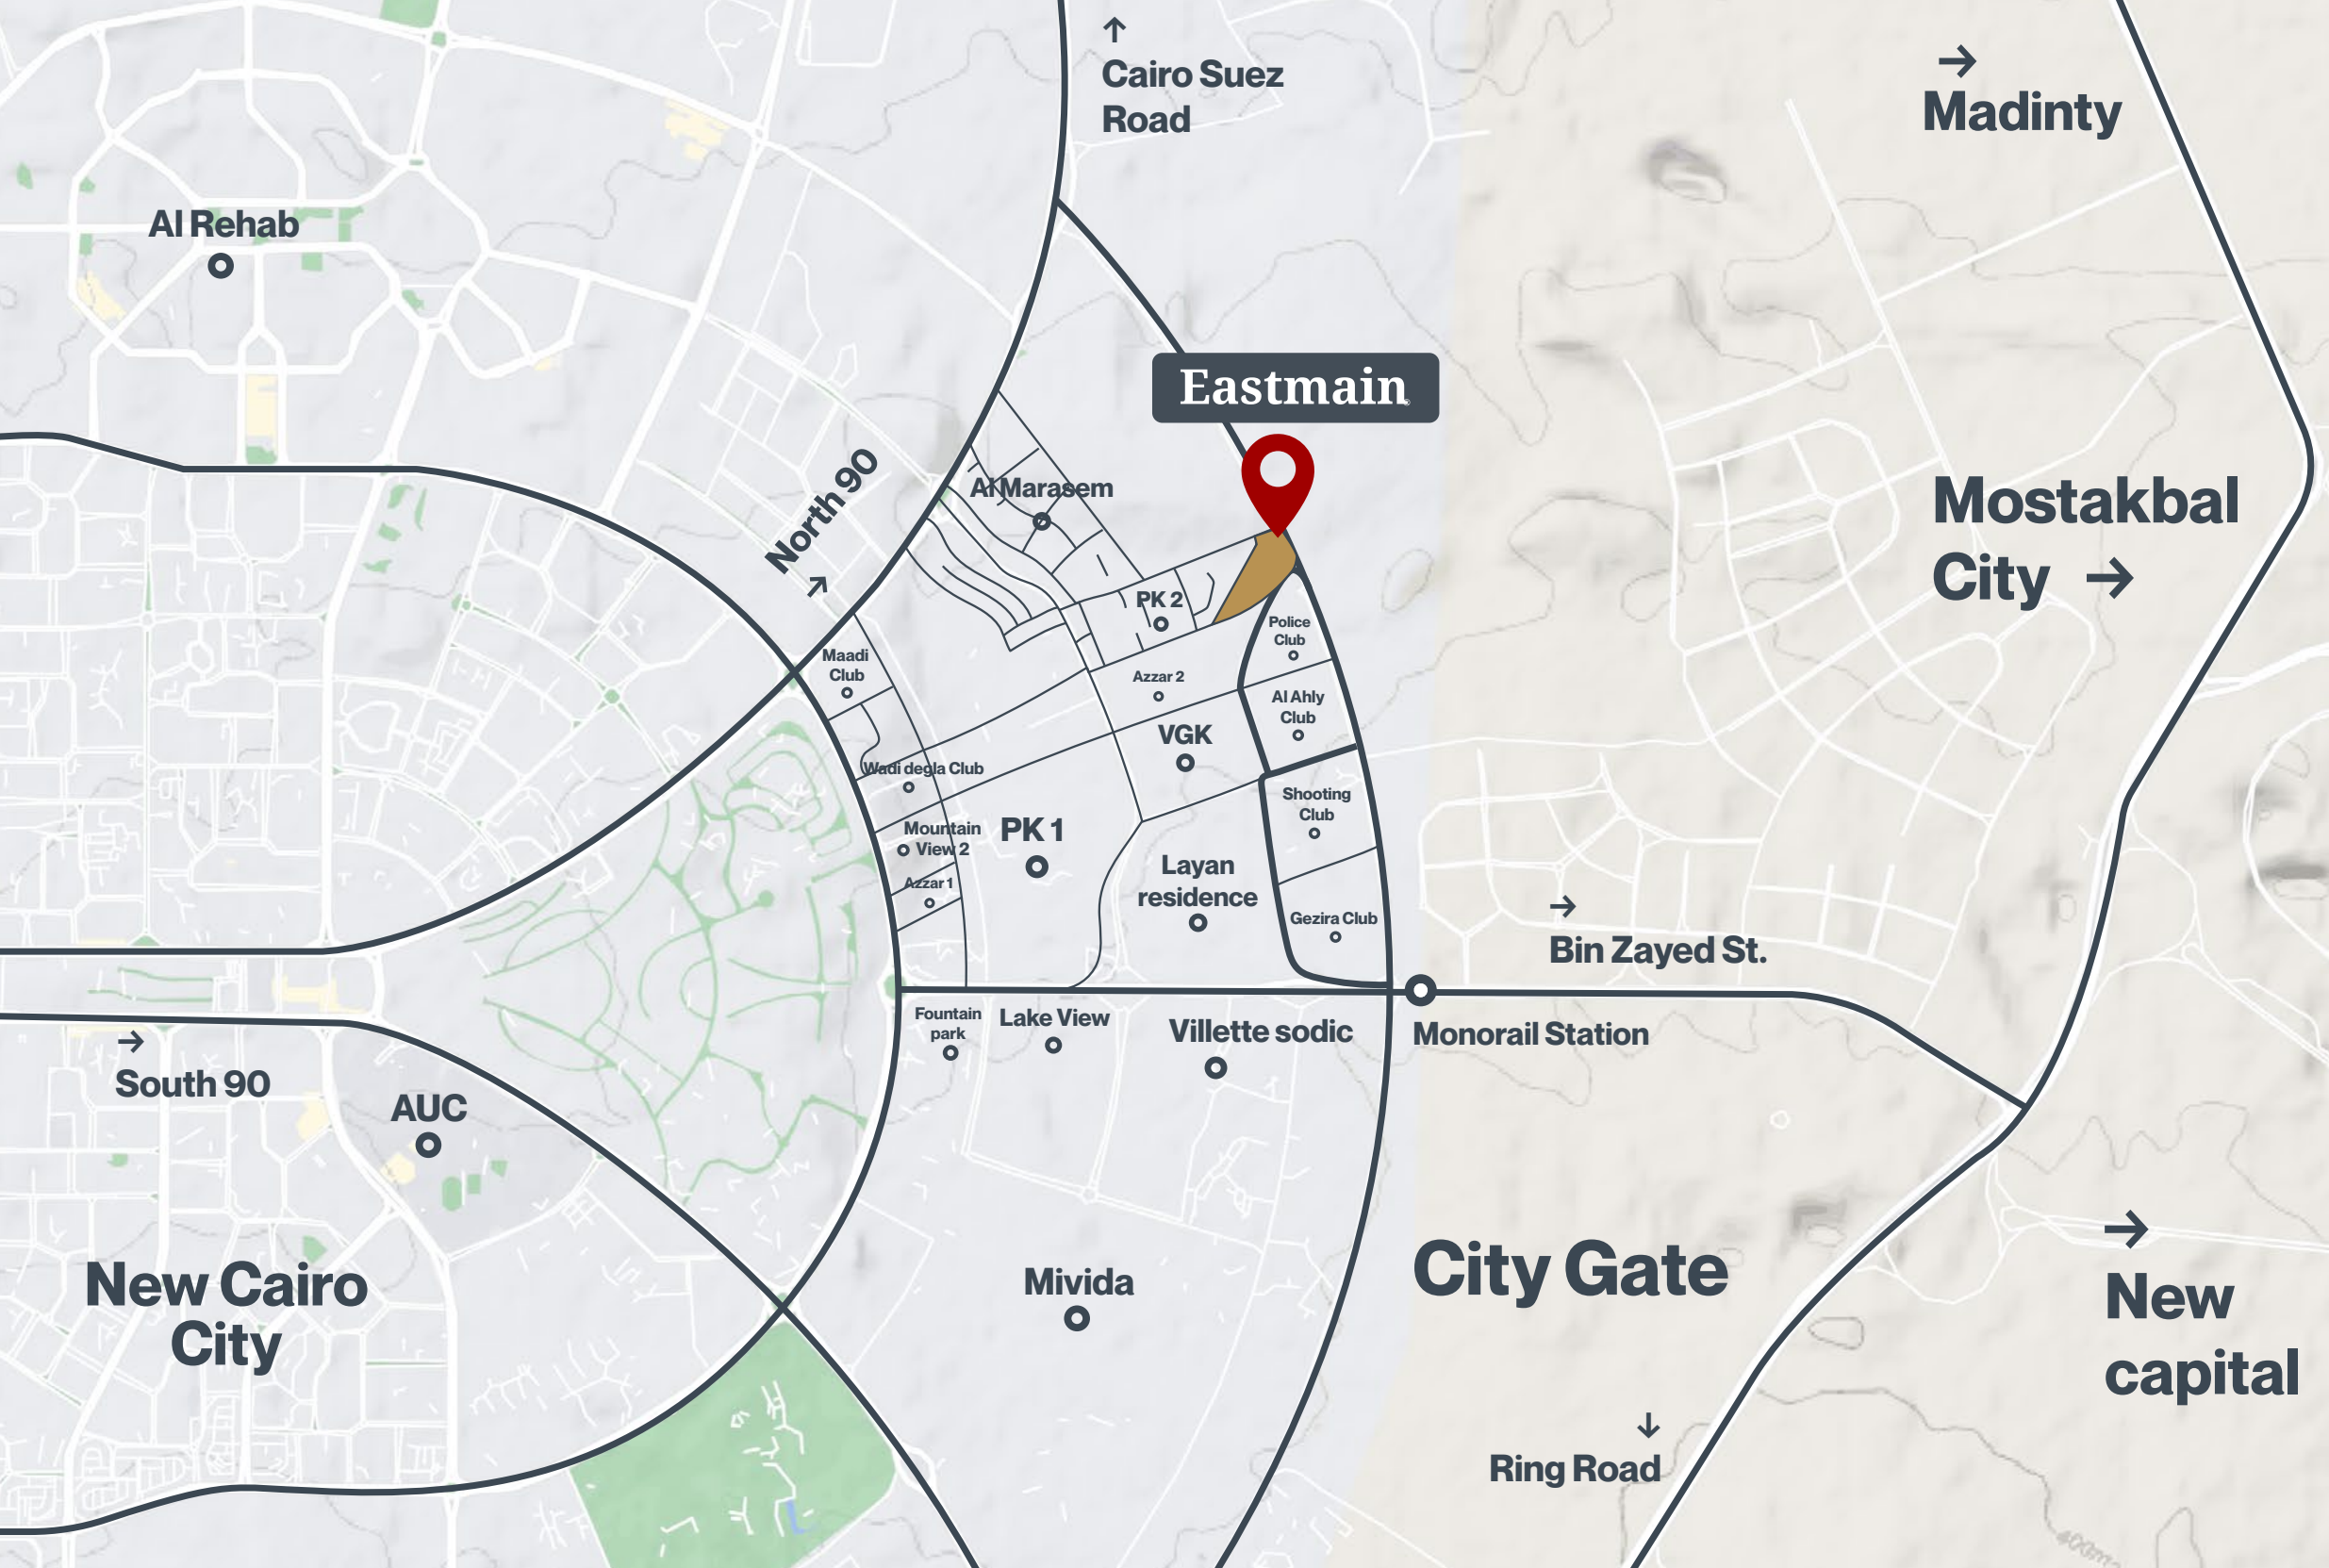 ↑
Cairo Suez
Road
→
Madinty
Al Rehab
Eastmain
North 90
→
Al Marasem
Mostakbal
City →
PK 2
Police
Club
Maadi
Club
Azzar 2
Al Ahly
Club
VGK
Wadi degla Club
Shooting
Club
Mountain
View 2
PK 1
Layan
residence
Azzar 1
Gezira Club
→
Bin Zayed St.
Fountain
park
Lake View
Villette sodic
Monorail Station
→
South 90
AUC
New Cairo
City
Mivida
City Gate
→
New
capital
↓
Ring Road
400m